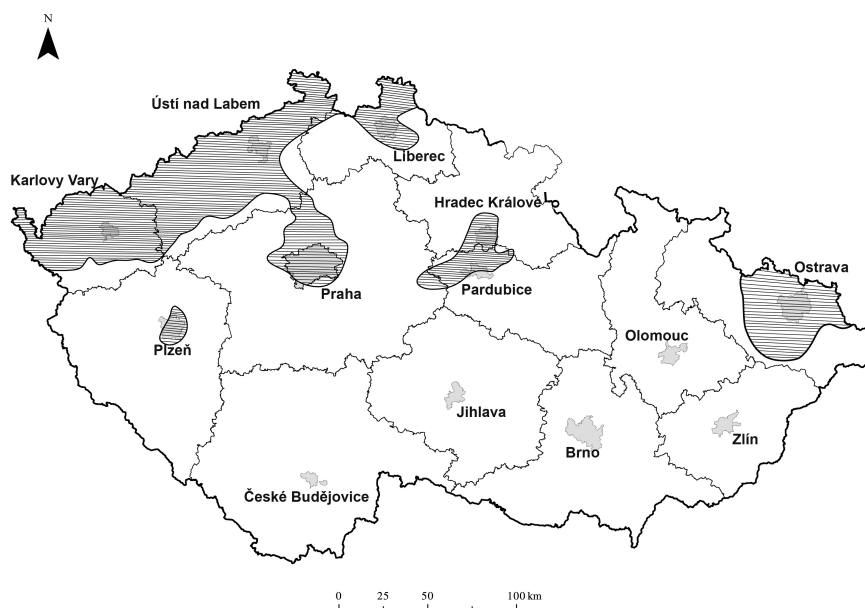 N
Ústí nad Labem
Liberec
Karlovy Vary
Hradec Králově
Ostrava
Praha
Pardubice
Plzeň
Olomouc
Jihlava
Zlín
Brno
České Budějovice
0 25 50 100 km